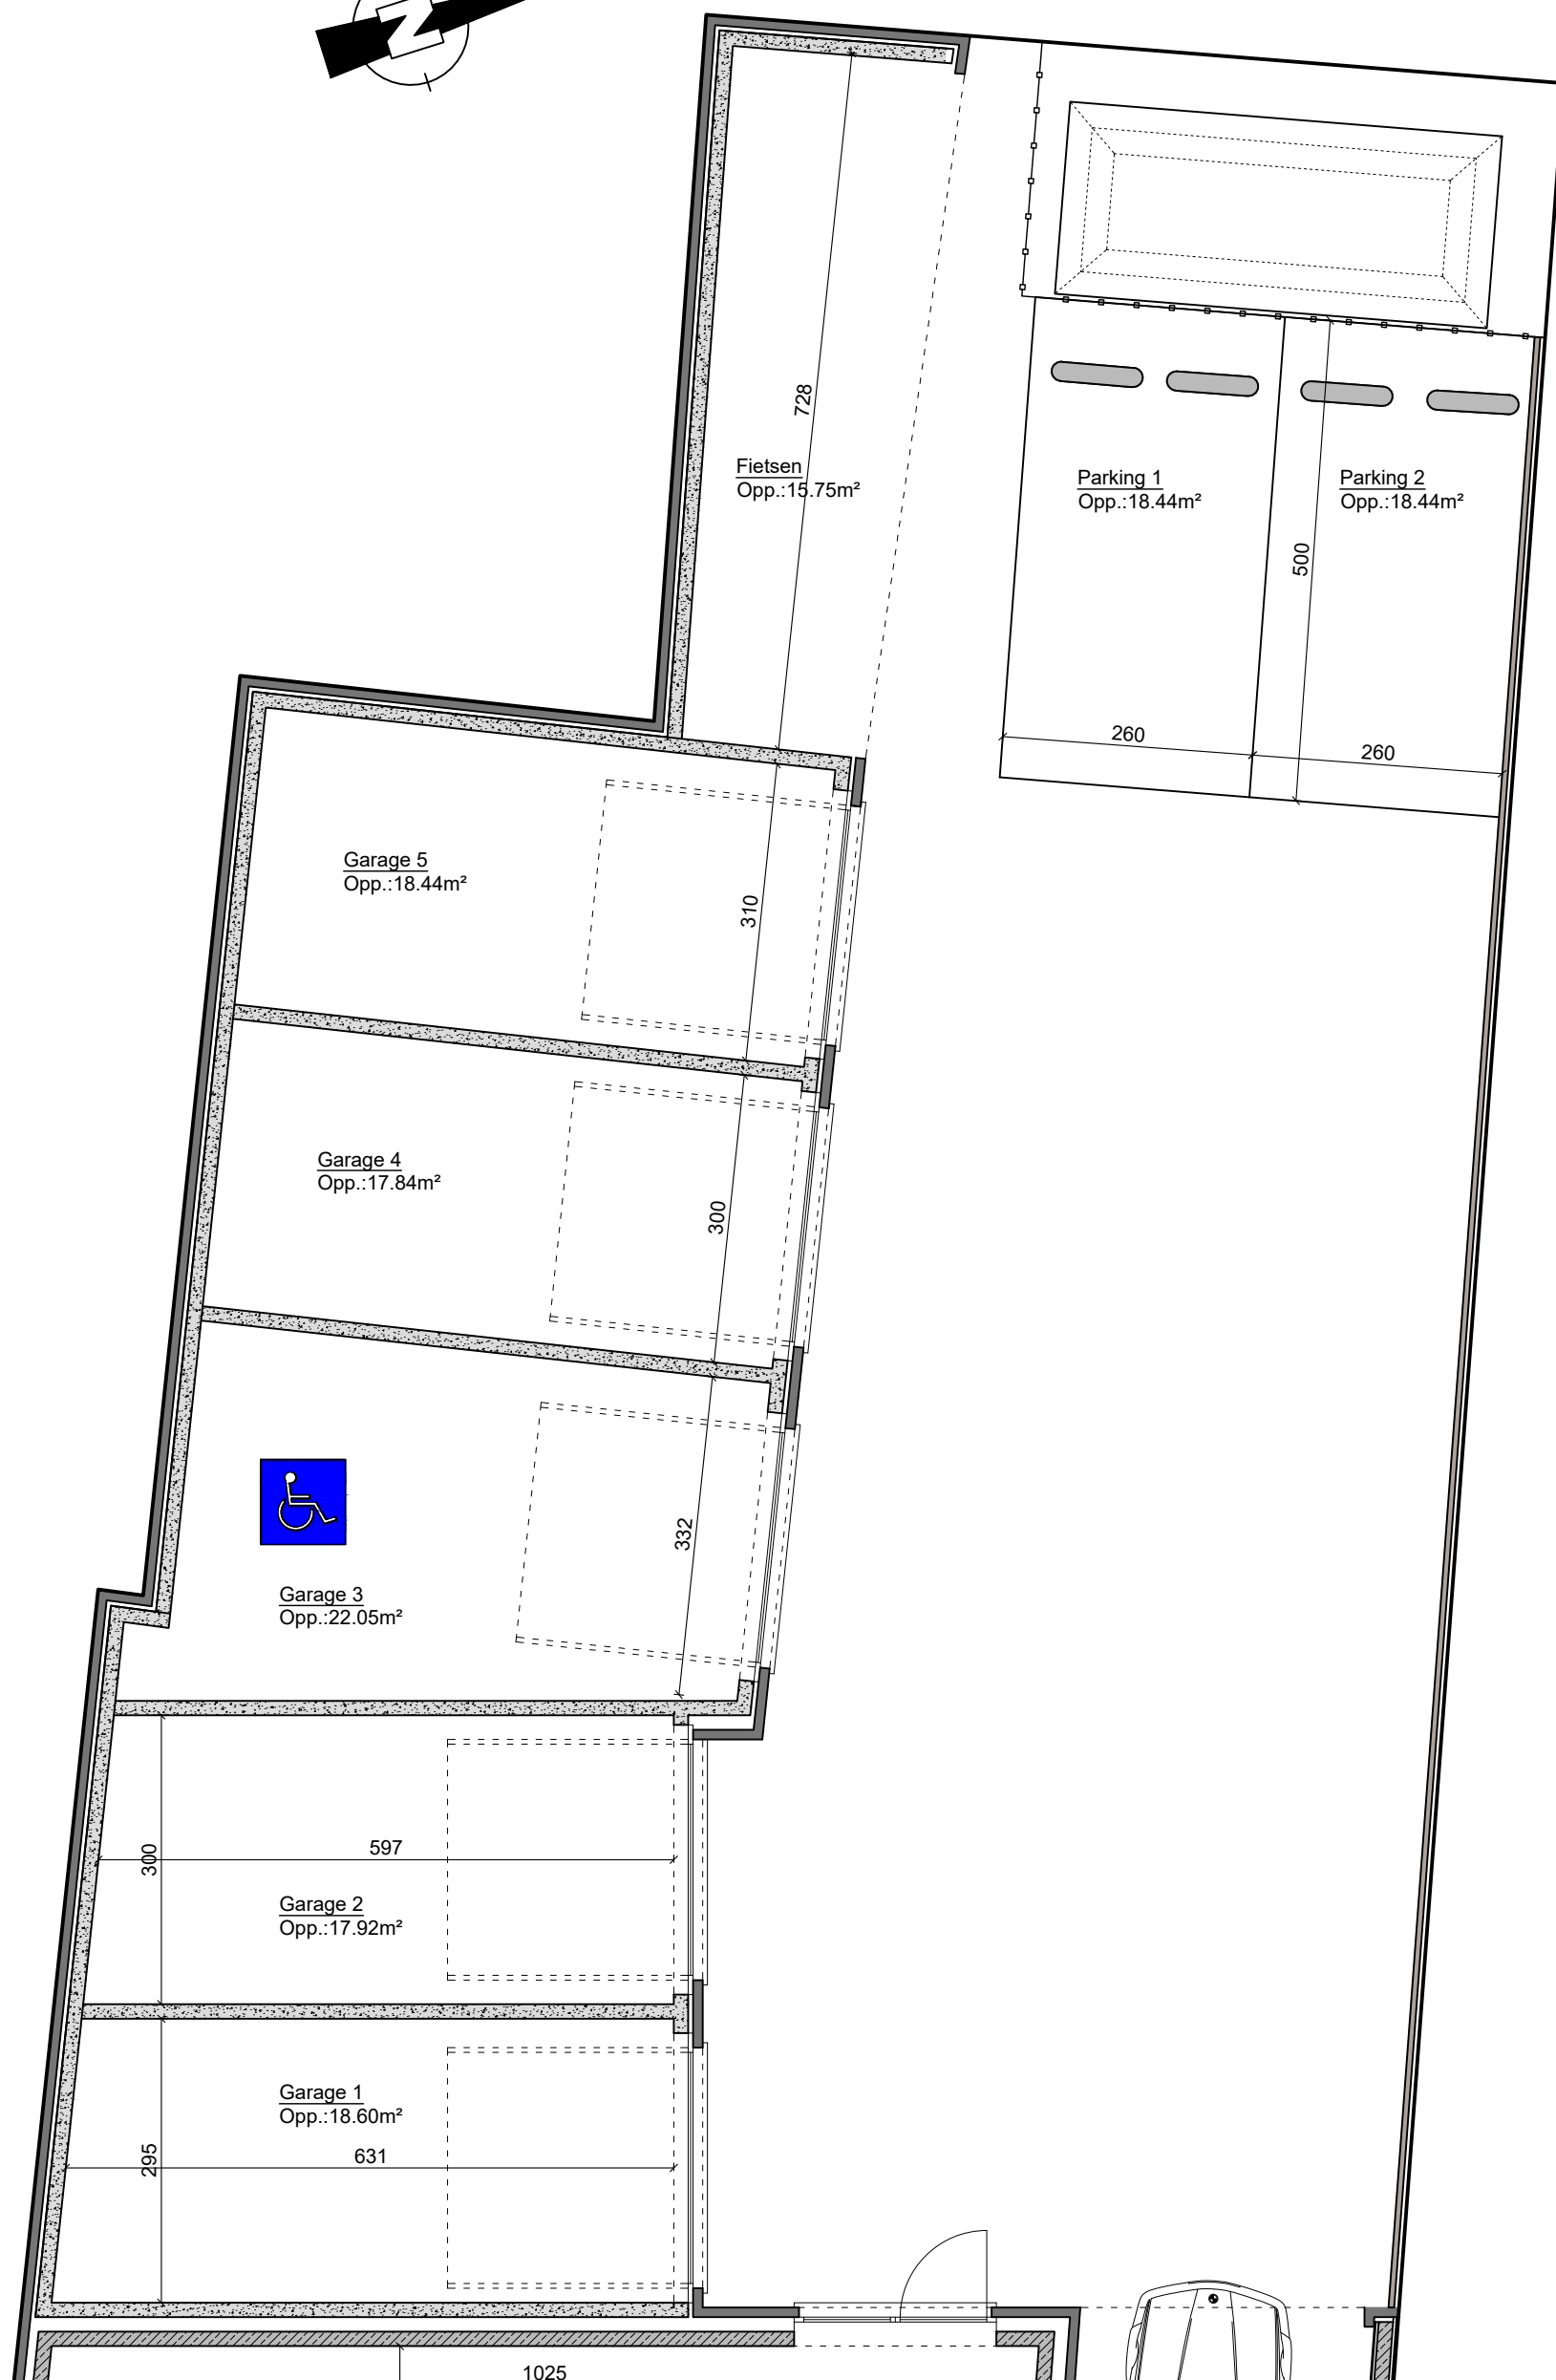 N
728
Fietsen
Opp.:15.75m²
Parking 1
Opp.:18.44m²
Parking 2
Opp.:18.44m²
500
260
260
Garage 5
Opp.:18.44m²
310
Garage 4
Opp.:17.84m²
300
332
Garage 3
Opp.:22.05m²
597
300
Garage 2
Opp.:17.92m²
Garage 1
Opp.:18.60m²
631
295
1025